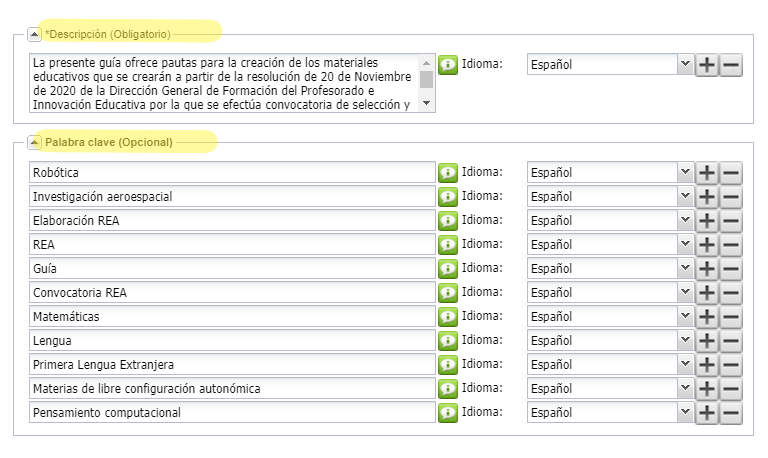 *Descripción (Obligatorio)
La presente guía ofrece pautas para la creación de los materiales
educativos que se crearán a partir de la resolución de 20 de Noviembre
de 2020 de la Dirección General de Formación del Profesorado e
Innovación Educativa por la que se efectúa convocatoria de selección y
Idioma: Español
Palabra clave (Opcional)
Robótica Idioma: Español
Investigación aeroespacial Idioma: Español
Elaboración REA Idioma: Español
REA Idioma: Español
Guía Idioma: Español
Convocatoria REA Idioma: Español
Matemáticas Idioma: Español
Lengua Idioma: Español
Primera Lengua Extranjera Idioma: Español
Materias de libre configuración autonómica Idioma: Español
Pensamiento computacional Idioma: Español